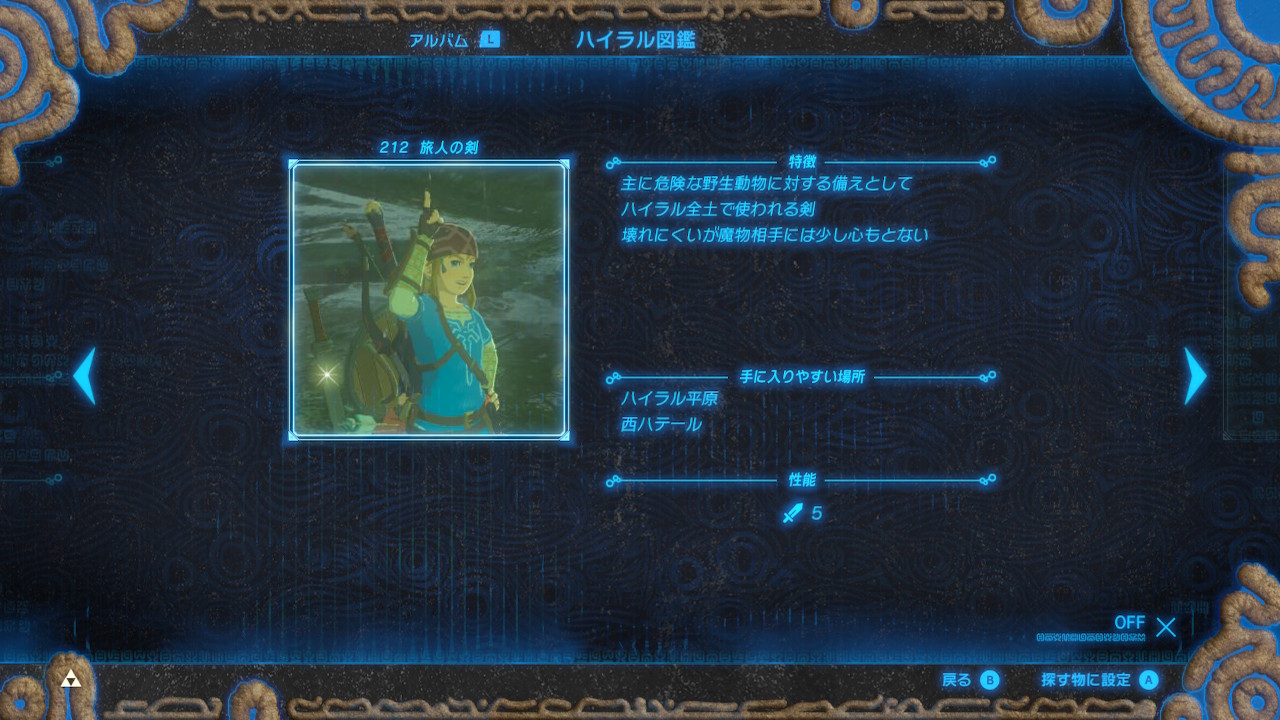 アルバム L
ハイラル図鑑
212 旅人の剣
特徴
主に危険な野生動物に対する備えとして
ハイラル全土で使われる剣
壊れにくいが魔物相手には少し心もとない
手に入りやすい場所
ハイラル平原
西ハテール
性能
5
OFF
戻る B
探す物に設定 A